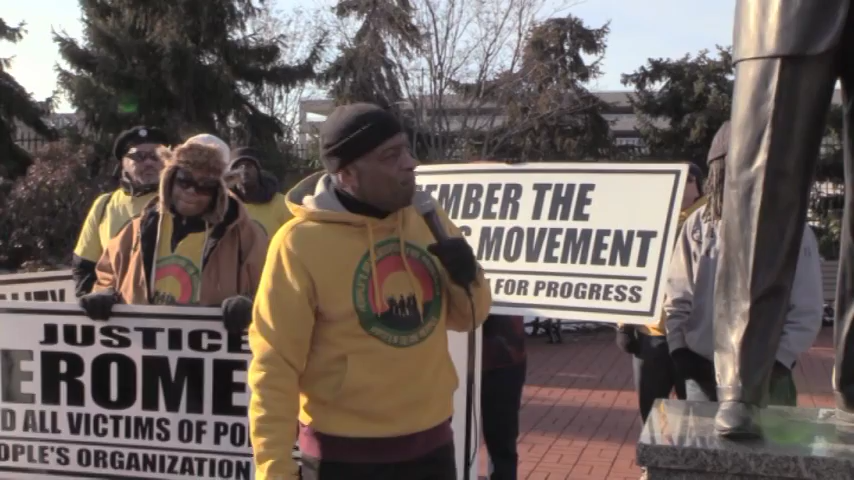 EMBER THE
S MOVEMENT
FOR PROGRESS
JUSTICE
EROME
D ALL VICTIMS OF PO
OPLE'S ORGANIZATION